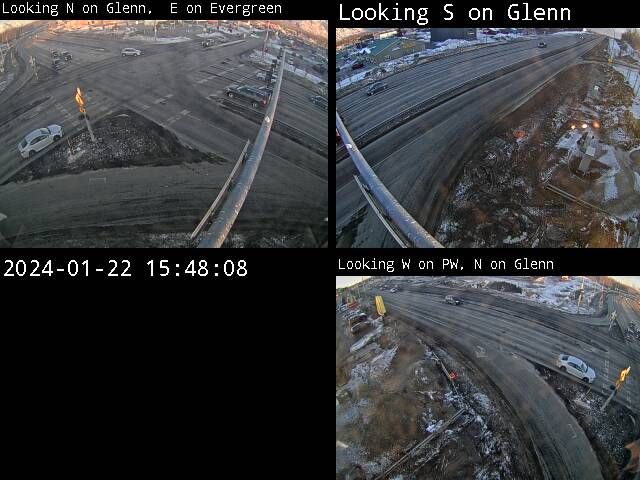 Looking N on Glenn, E on Evergreen
Looking S on Glenn
2024-01-22 15:48:08
Looking W on PW, N on Glenn